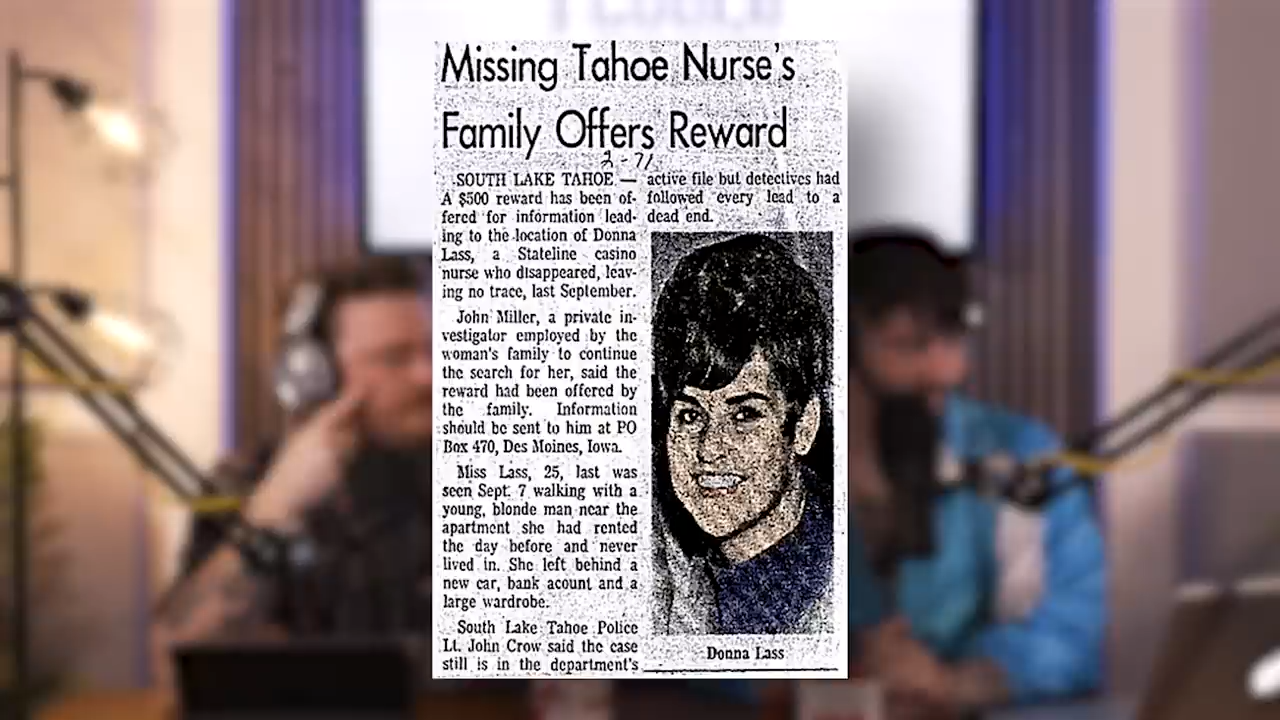 Missing Tahoe Nurse's
Family Offers Reward
2-71
SOUTH LAKE TAHOE —
A $500 reward has been of-
fered for information lead-
ing to the location of Donna
Lass, a Stateline casino
nurse who disappeared, leav-
ing no trace, last September.
John Miller, a private in-
vestigator employed by the
woman's family to continue
the search for her, said the
reward had been offered by
the family. Information
should be sent to him at PO
Box 470, Des Moines, Iowa.
Miss Lass, 25, last was
seen Sept. 7 walking with a
young, blonde man near the
apartment she had rented
the day before and never
lived in. She left behind a
new car, bank acount and a
large wardrobe.
South Lake Tahoe Police
Lt. John Crow said the case
still is in the department's
active file but detectives had
followed every lead to a
dead end.
Donna Lass